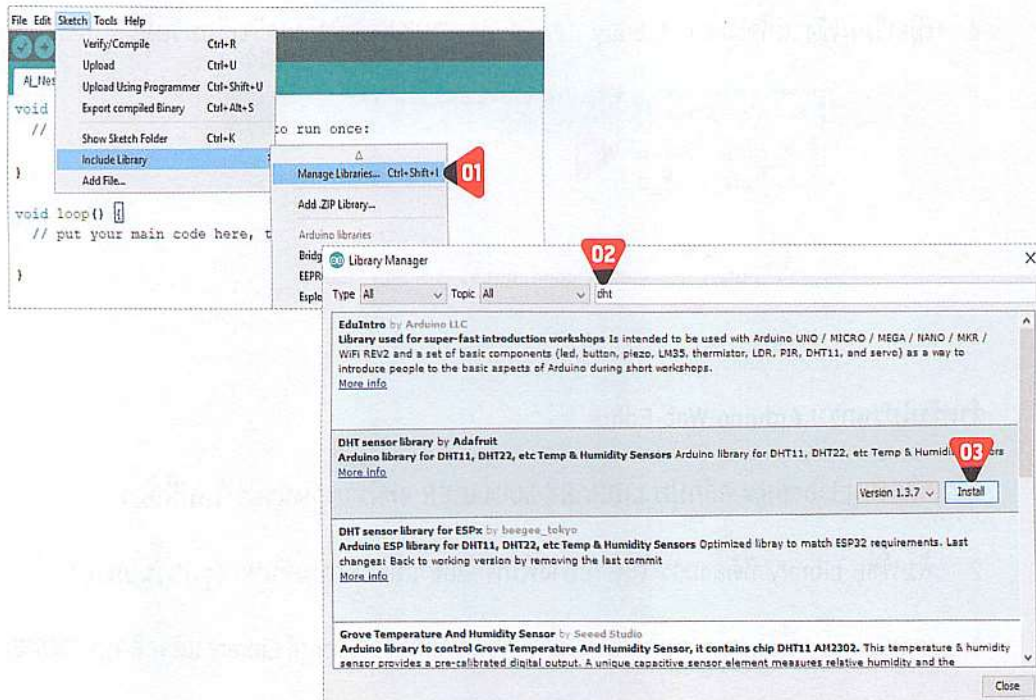 File Edit Sketch Tools Help
Verify/Compile Ctrl+R
Upload Ctrl+U
Upload Using Programmer Ctrl+Shift+U
Export compiled Binary Ctrl+Alt+S
Show Sketch Folder Ctrl+K
Include Library
Add File...
void
//
to run once:
}
Manage Libraries... Ctrl+Shift+I
01
Add .ZIP Library...
Arduino libraries
Bridg
EEPR
Esplo
void loop() {
// put your main code here, t
}
02
Library Manager
Type All Topic All dht
EduIntro by Arduino LLC
Library used for super-fast introduction workshops Is intended to be used with Arduino UNO / MICRO / MEGA / NANO / MKR /
WiFi REV2 and a set of basic components (led, button, piezo, LM35, thermistor, LDR, PIR, DHT11, and servo) as a way to
introduce people to the basic aspects of Arduino during short workshops.
More info
DHT sensor library by Adafruit
Arduino library for DHT11, DHT22, etc Temp & Humidity Sensors Arduino library for DHT11, DHT22, etc Temp & Humidi ors
03
More info
Version 1.3.7 Install
DHT sensor library for ESPx by beegee_tokyo
Arduino ESP library for DHT11, DHT22, etc Temp & Humidity Sensors Optimized libray to match ESP32 requirements. Last
changes: Back to working version by removing the last commit
More info
Grove Temperature And Humidity Sensor by Seeed Studio
Arduino library to control Grove Temperature And Humidity Sensor, it contains chip DHT11 AM2302. This temperature & humidity
sensor provides a pre-calibrated digital output. A unique capacitive sensor element measures relative humidity and the
Close